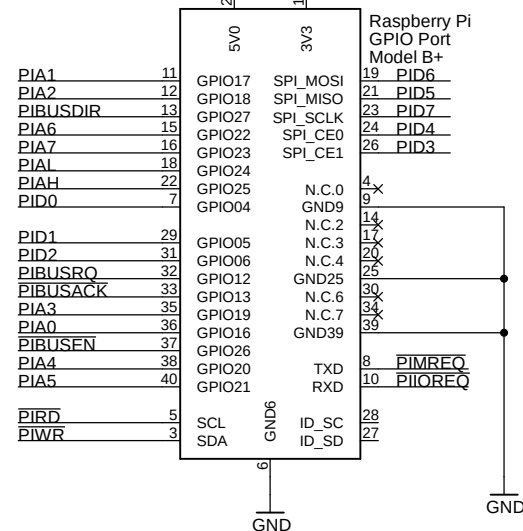 2 1
Raspberry Pi
GPIO Port
Model B+
5V0 3V3
PIA1 11 GPIO17 SPI_MOSI 19 PID6
PIA2 12 GPIO18 SPI_MISO 21 PID5
PIBUSDIR 13 GPIO27 SPI_SCLK 23 PID7
PIA6 15 GPIO22 SPI_CE0 24 PID4
PIA7 16 GPIO23 SPI_CE1 26 PID3
PIAL 18 GPIO24
PIAH 22 GPIO25 N.C.0 4
PID0 7 GPIO04 GND9 9
N.C.2 14
PID1 29 GPIO05 N.C.3 17
PID2 31 GPIO06 N.C.4 20
PIBUSRQ 32 GPIO12 GND25 25
PIBUSACK 33 GPIO13 N.C.6 30
PIA3 35 GPIO19 N.C.7 34
PIA0 36 GPIO16 GND39 39
PIBUSEN 37 GPIO26
PIA4 38 GPIO20 TXD 8 PIMREQ
PIA5 40 GPIO21 RXD 10 PIIOREQ
PIRD 5 SCL ID_SC 28
PIWR 3 SDA ID_SD 27
GND6
6
GND
GND